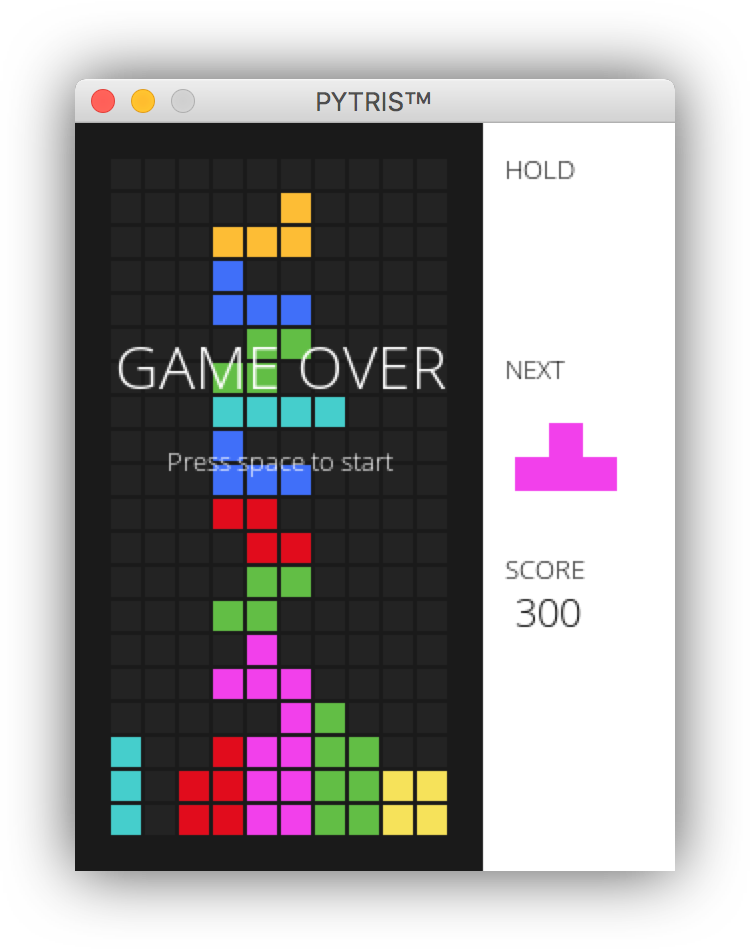 PYTRIS™
HOLD
GAME OVER
Press space to start
NEXT
SCORE
300